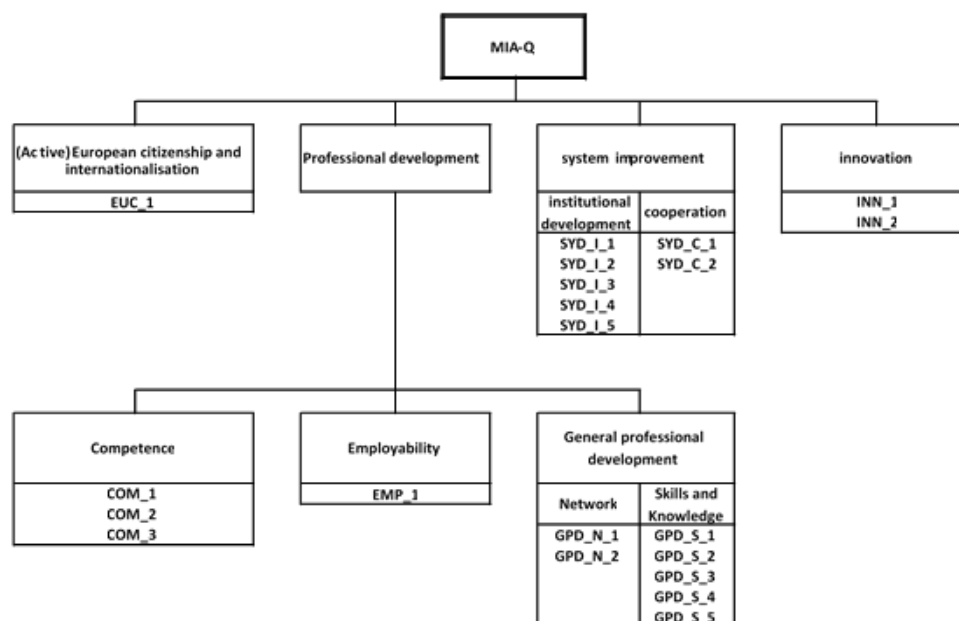 MIA-Q
(Active)European citizenship and
internationalisation
EUC_1
Professional development
system improvement
institutional
development
SYD_I_1
SYD_I_2
SYD_I_3
SYD_I_4
SYD_I_5
cooperation
SYD_C_1
SYD_C_2
innovation
INN_1
INN_2
Competence
COM_1
COM_2
COM_3
Employability
EMP_1
General professional
development
Network
GPD_N_1
GPD_N_2
Skills and
Knowledge
GPD_S_1
GPD_S_2
GPD_S_3
GPD_S_4
GPD_S_5